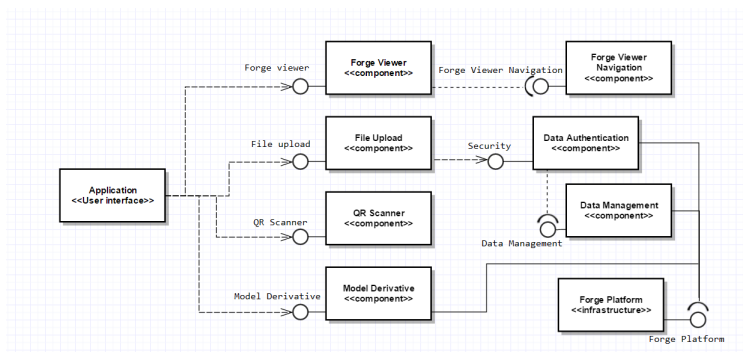 Forge viewer
Forge Viewer
<<component>>
Forge Viewer Navigation
Forge Viewer
Navigation
<<component>>
File upload
File Upload
<<component>>
Security
Data Authentication
<<component>>
Application
<<User interface>>
QR Scanner
QR Scanner
<<component>>
Data Management
<<component>>
Data Management
Model Derivative
Model Derivative
<<component>>
Forge Platform
<<infrastructure>>
Forge Platform